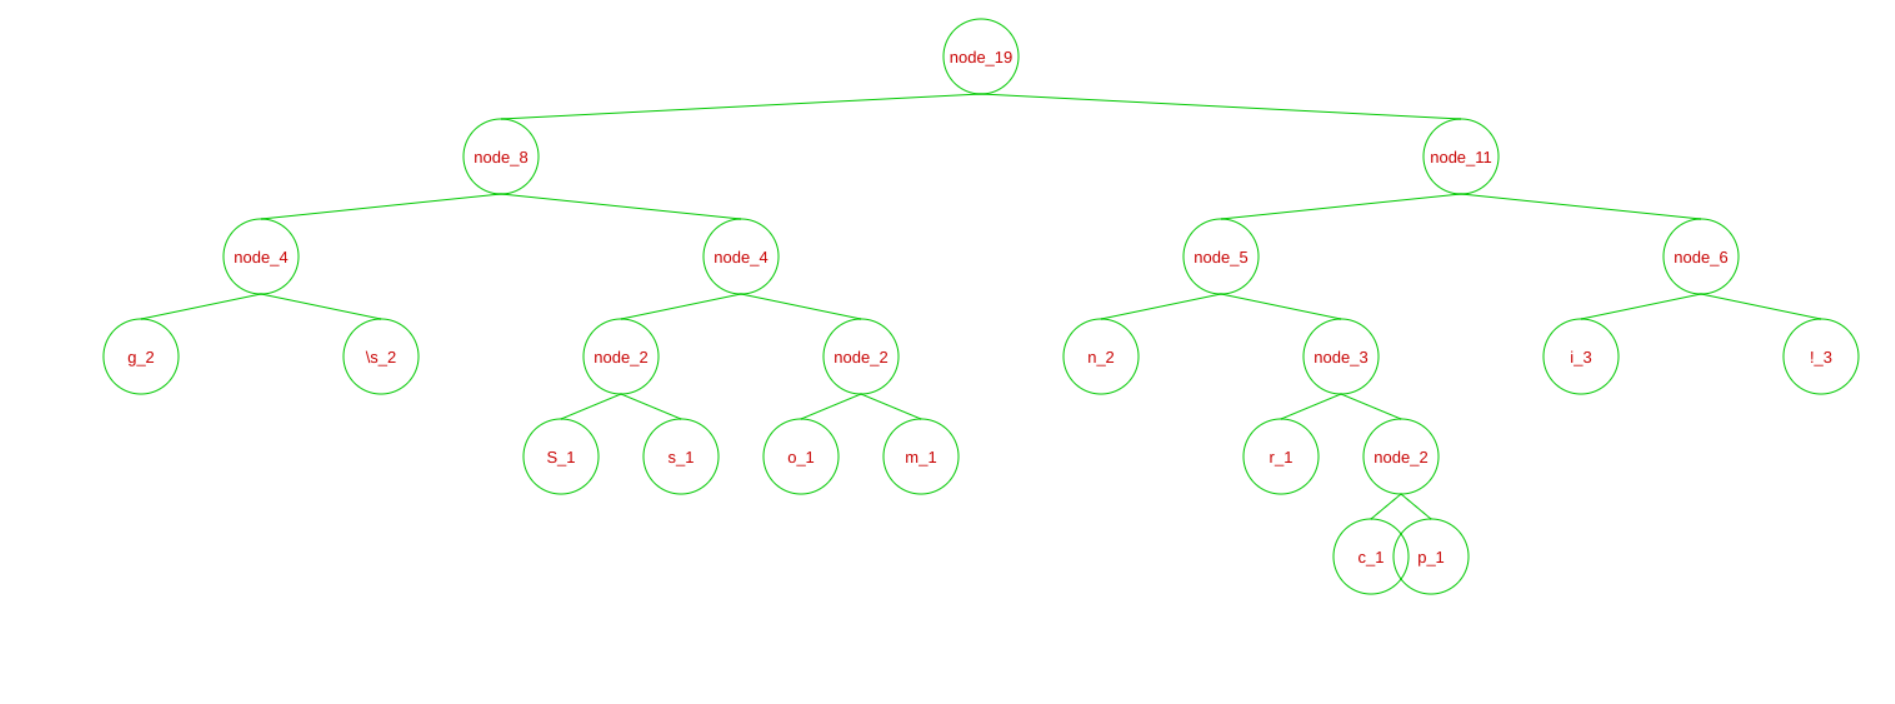 node_19
node_8 node_11
node_4 node_4 node_5 node_6
g_2 \s_2 node_2 node_2 n_2 node_3 i_3 !_3
S_1 s_1 o_1 m_1 r_1 node_2
c_1 p_1